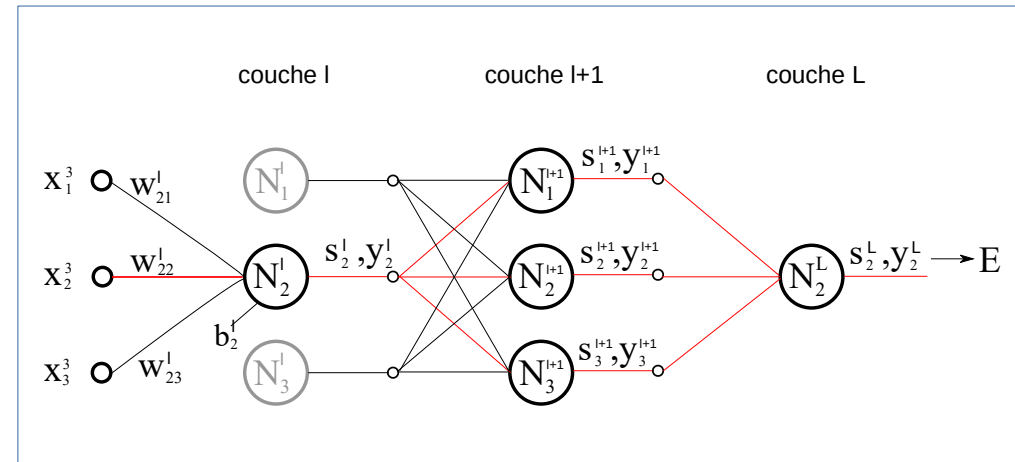 couche l couche l+1 couche L
x₁³ w₂₁ˡ N₁ˡ N₁ˡ⁺¹ s₁ˡ⁺¹,y₁ˡ⁺¹
x₂³ w₂₂ˡ N₂ˡ s₂ˡ,y₂ˡ N₂ˡ⁺¹ s₂ˡ⁺¹,y₂ˡ⁺¹ N₂ᴸ s₂ᴸ,y₂ᴸ E
b₂ˡ
x₃³ w₂₃ˡ N₃ˡ N₃ˡ⁺¹ s₃ˡ⁺¹,y₃ˡ⁺¹